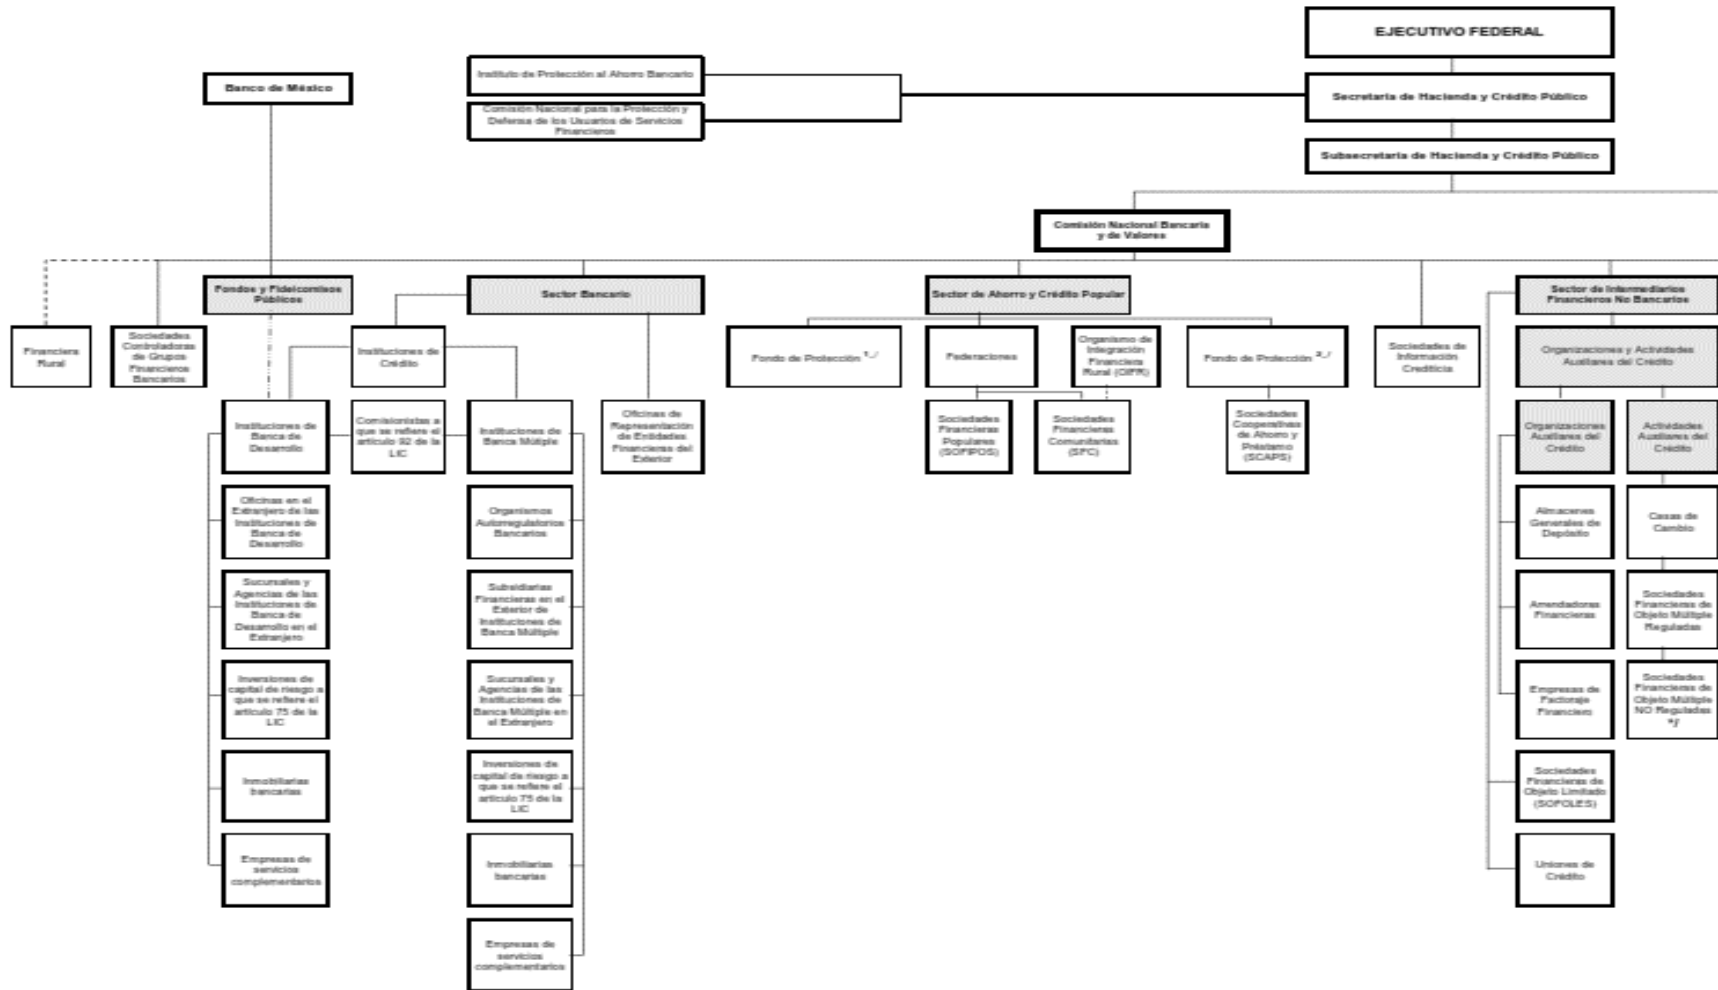 EJECUTIVO FEDERAL
Instituto de Protección al Ahorro Bancario
Banco de México
Secretaría de Hacienda y Crédito Público
Comisión Nacional para la Protección y
Defensa de los Usuarios de Servicios
Financieros
Subsecretaría de Hacienda y Crédito Público
Comisión Nacional Bancaria
y de Valores
Fondos y Fideicomisos
Públicos
Sector Bancario
Sector de Ahorro y Crédito Popular
Sector de Intermediarios
Financieros No Bancarios
Financiera
Rural
Sociedades
Controladoras
de Grupos
Financieros
Bancarios
Instituciones de
Crédito
Fondo de Protección 1_/
Federaciones
Organismo de
Integración
Financiera
Rural (OIFR)
Fondo de Protección 2_/
Sociedades de
Información
Crediticia
Organizaciones y Actividades
Auxiliares del Crédito
Instituciones de
Banca de
Desarrollo
Comisionistas a
que se refiere el
artículo 92 de la
LIC
Instituciones de
Banca Mútiple
Oficinas de
Representación
de Entidades
Financieras del
Exterior
Sociedades
Financieras
Populares
(SOFIPOS)
Sociedades
Financieras
Comunitarias
(SFC)
Sociedades
Cooperativas
de Ahorro y
Préstamo
(SCAPS)
Organizaciones
Auxiliares del
Crédito
Actividades
Auxiliares del
Crédito
Oficinas en el
Extranjero de las
Instituciones de
Banca de
Desarrollo
Organismos
Autorregulatorios
Bancarios
Almacenes
Generales de
Depósito
Casas de
Cambio
Sucursales y
Agencias de las
Instituciones de
Banca de
Desarrollo en el
Extranjero
Subsidiarias
Financieras en el
Exterior de
Instituciones de
Banca Múltiple
Arrendadoras
Financieras
Sociedades
Financieras de
Objeto Múltiple
Reguladas
Inversiones de
capital de riesgo a
que se refiere el
artículo 75 de la
LIC
Sucursales y
Agencias de las
Instituciones de
Banca Múltiple en
el Extranjero
Empresas de
Factoraje
Financiero
Sociedades
Financieras de
Objeto Múltiple
NO Reguladas
Inmobiliarias
bancarias
Inversiones de
capital de riesgo a
que se refiere el
artículo 75 de la
LIC
Sociedades
Financieras de
Objeto Limitado
(SOFOLES)
Empresas de
servicios
complementarios
Inmobiliarias
bancarias
Uniones de
Crédito
Empresas de
servicios
complementarios